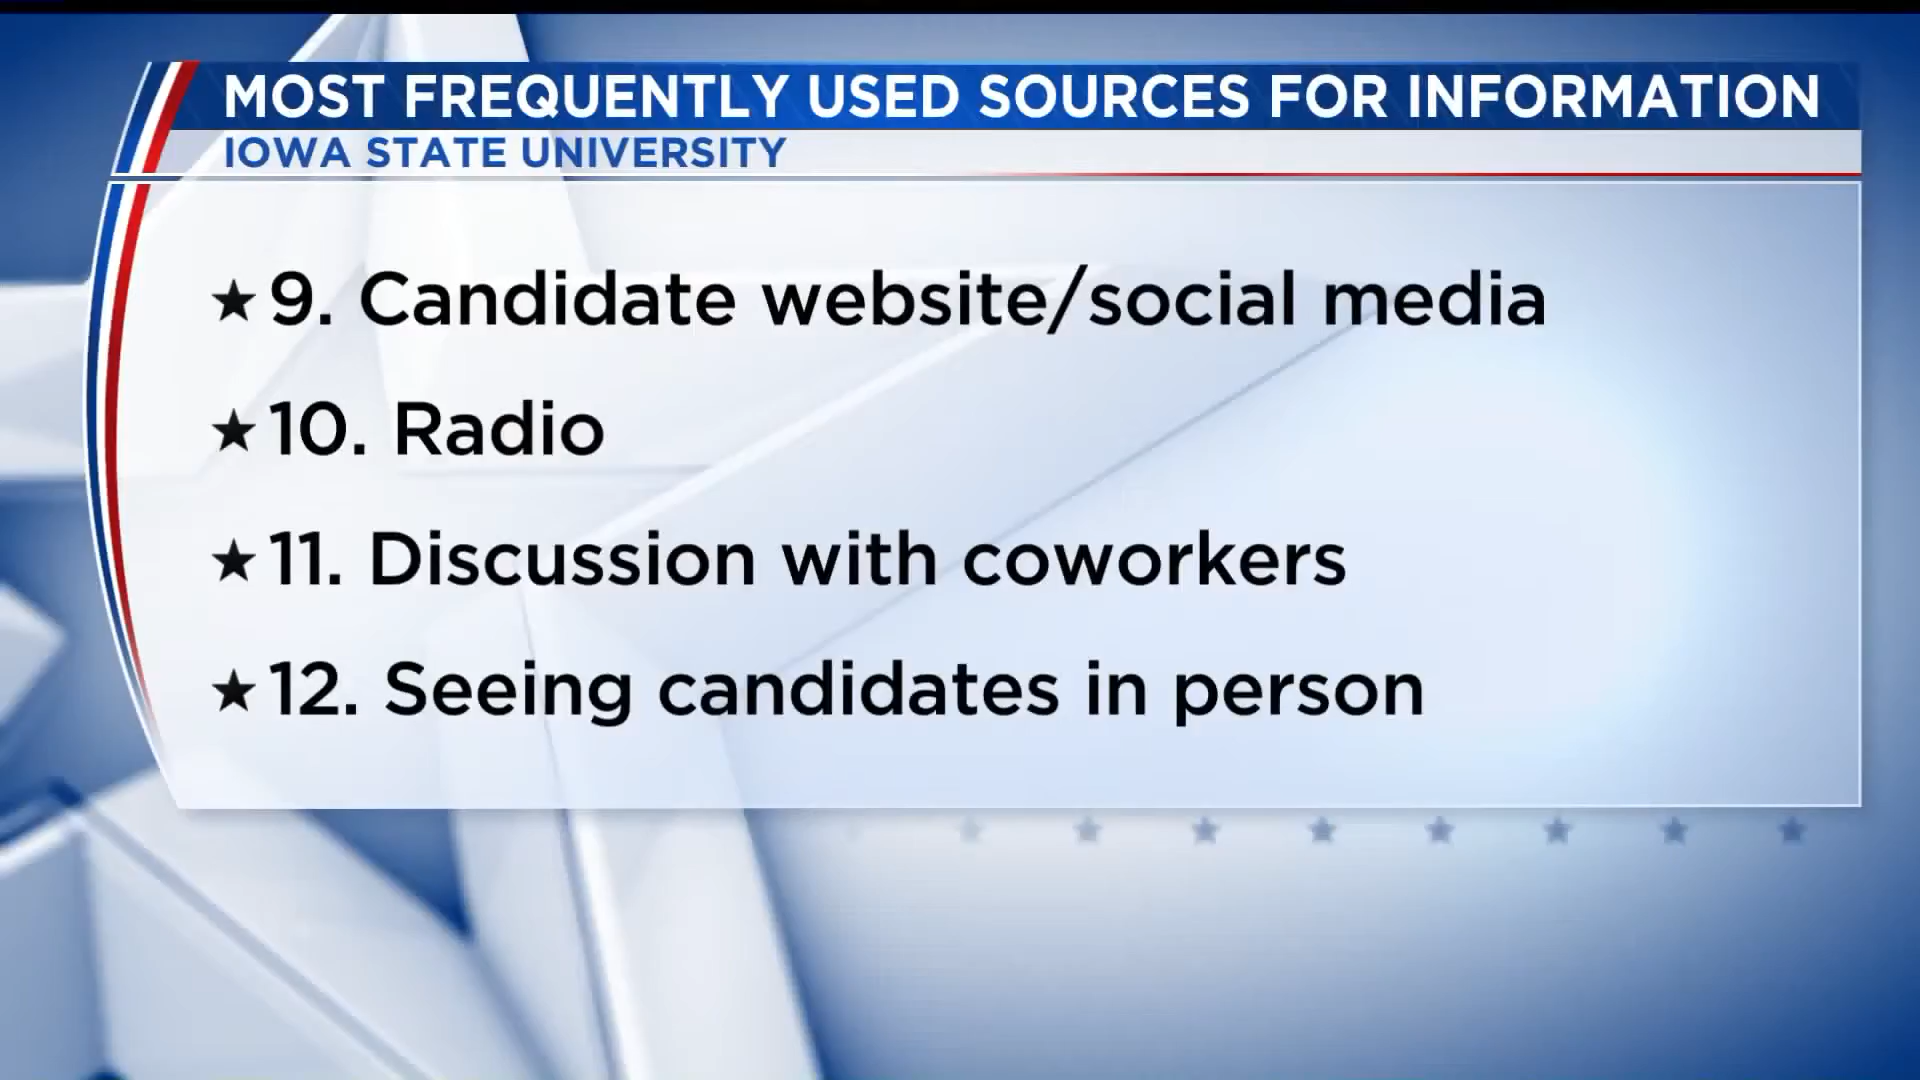 MOST FREQUENTLY USED SOURCES FOR INFORMATION
IOWA STATE UNIVERSITY
★ 9. Candidate website/social media
★ 10. Radio
★ 11. Discussion with coworkers
★ 12. Seeing candidates in person